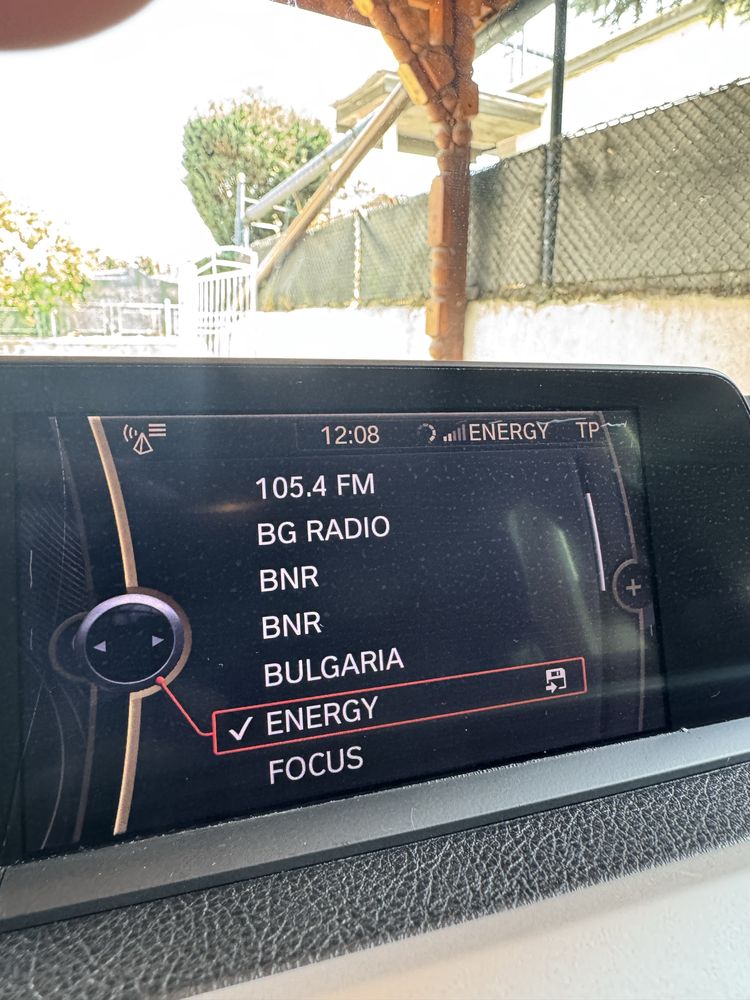 12:08 ENERGY TP
105.4 FM
BG RADIO
BNR
BNR
BULGARIA
ENERGY
FOCUS